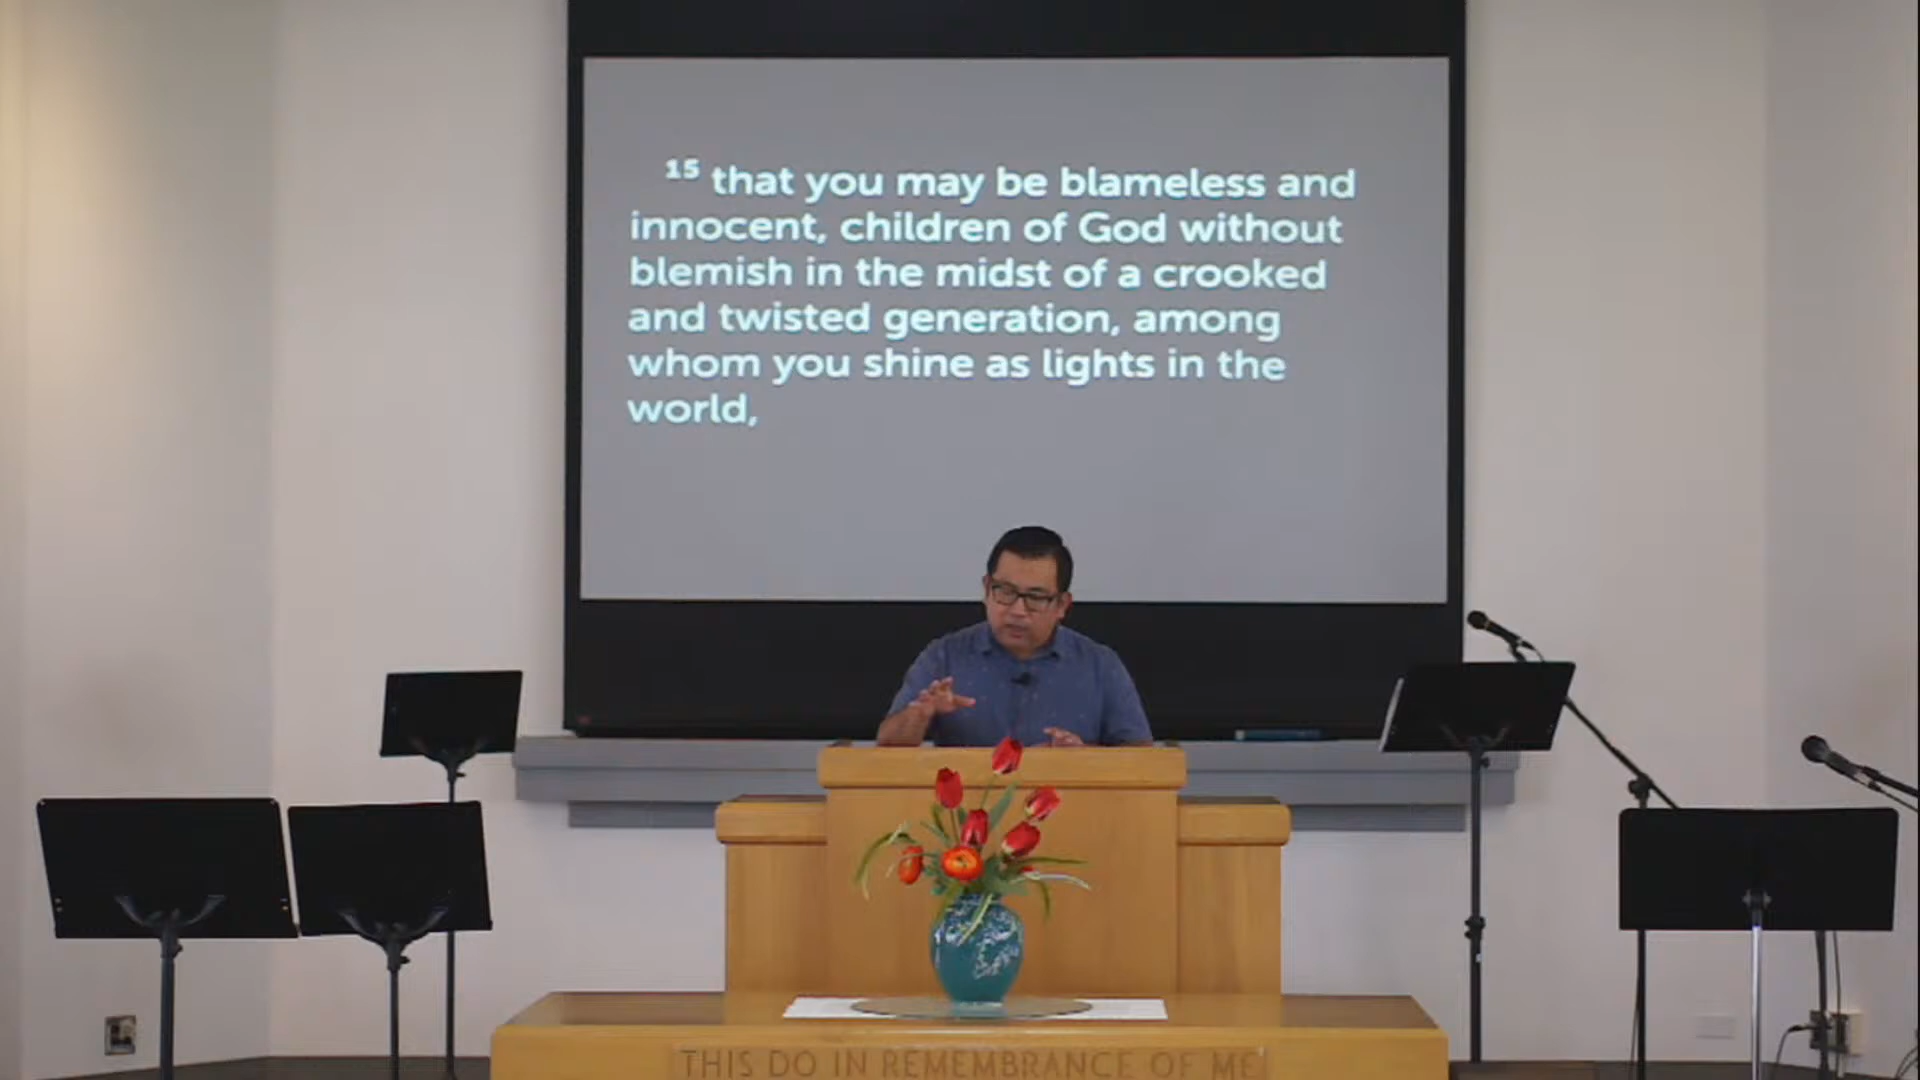 15 that you may be blameless and
innocent, children of God without
blemish in the midst of a crooked
and twisted generation, among
whom you shine as lights in the
world,
THIS DO IN REMEMBRANCE OF ME